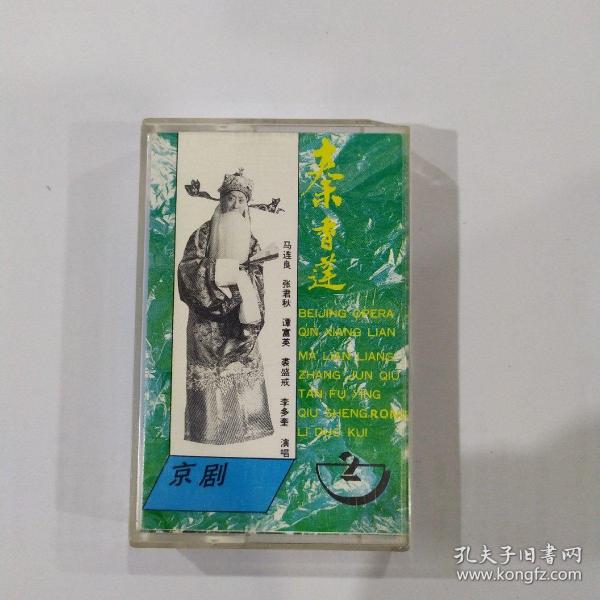 秦香莲
马连良 张君秋 谭富英 裘盛戎 李多奎 演唱
BEIJING OPERA
QIN XIANG LIAN
MA LIAN LIANG
ZHANG JUN QIU
TAN FU YING
QIU SHENG RONG
LI DUO KUI
京剧
2
孔夫子旧書网
www.kongfz.com